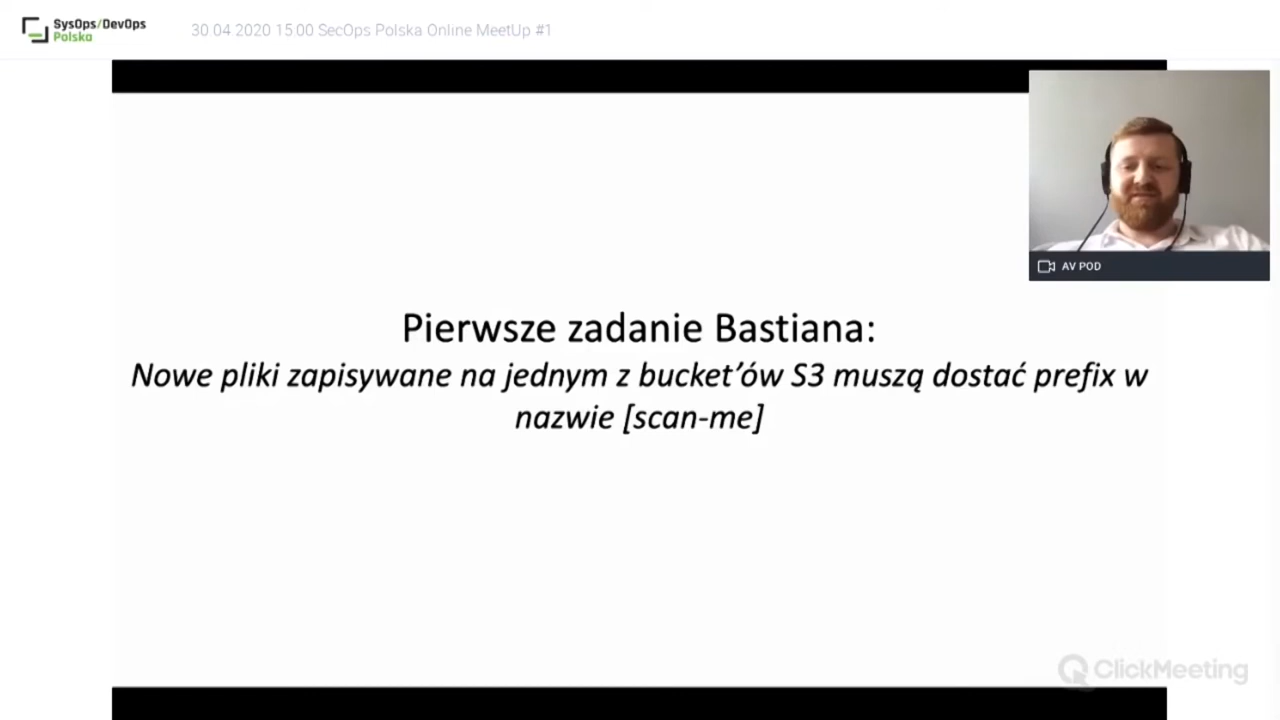 SysOps/DevOps
Polska
30 04 2020 15:00 SecOps Polska Online MeetUp #1
AV POD
Pierwsze zadanie Bastiana:
Nowe pliki zapisywane na jednym z bucket’ów S3 muszą dostać prefix w
nazwie [scan-me]
ClickMeeting